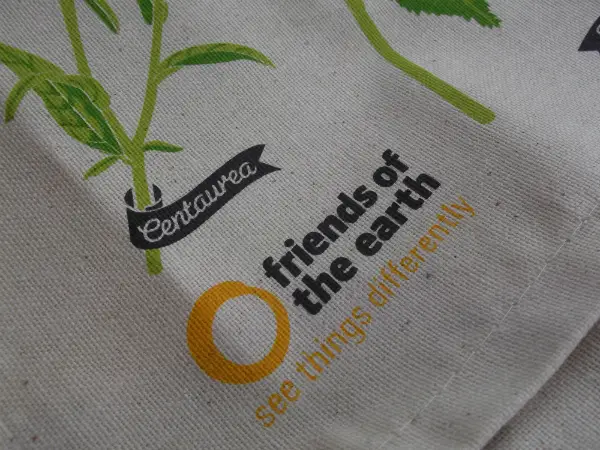 Centaurea
friends of
the earth
see things differently